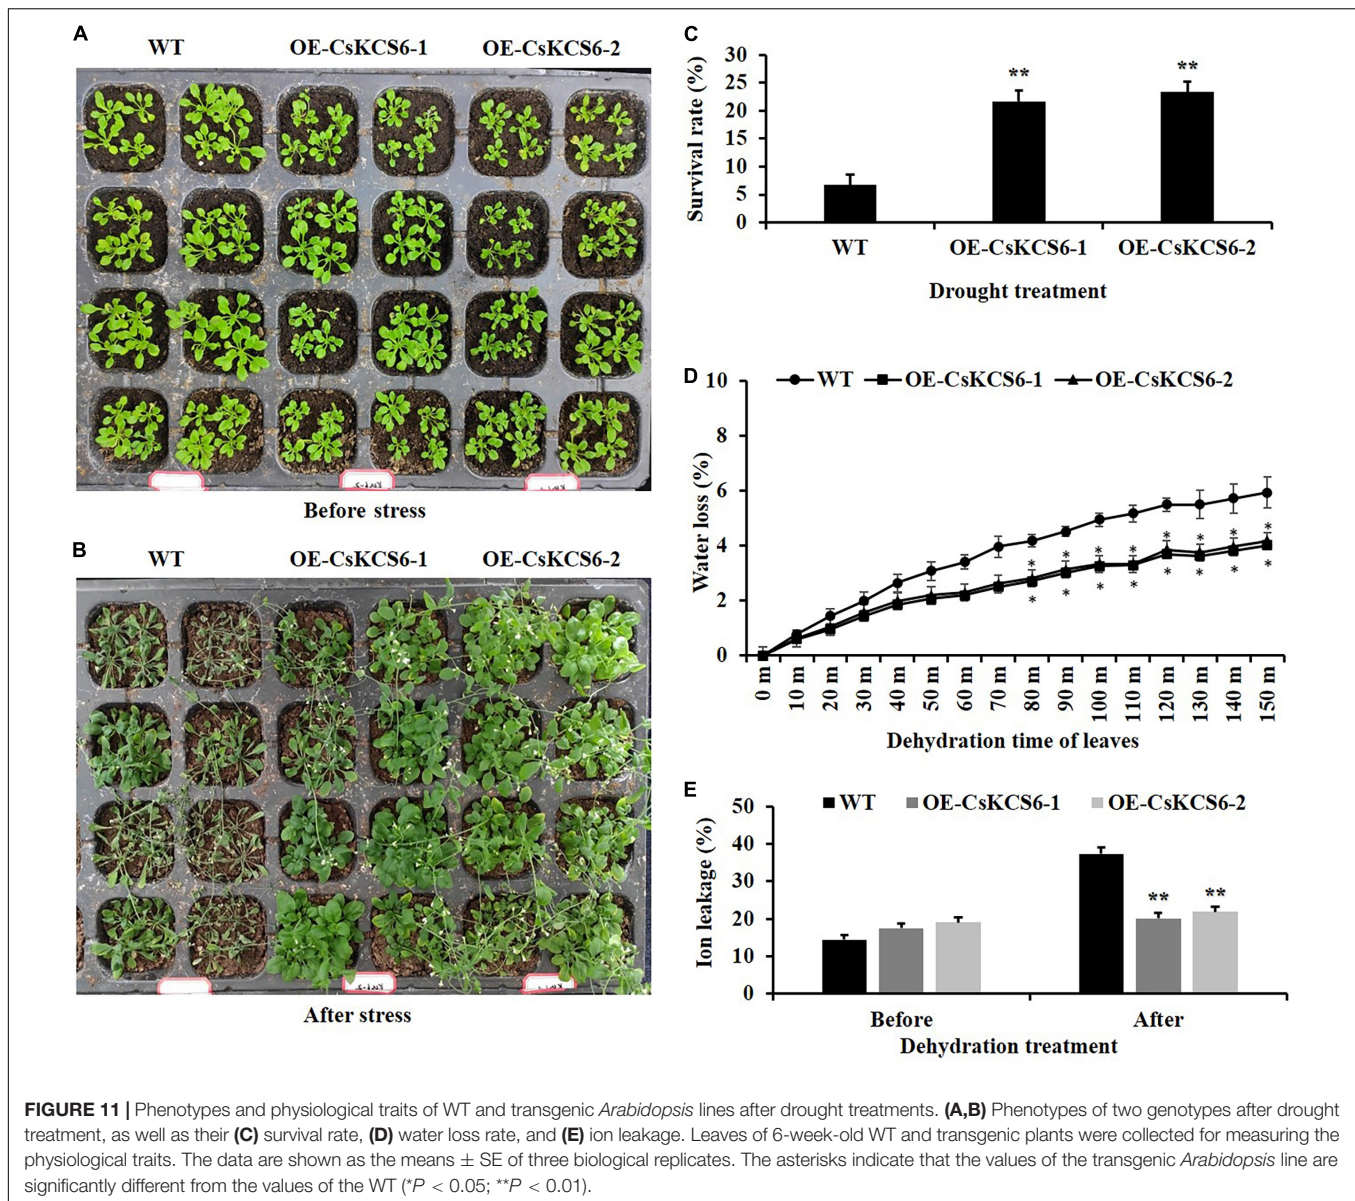 A
WT OE-CsKCS6-1 OE-CsKCS6-2
Before stress
B
WT OE-CsKCS6-1 OE-CsKCS6-2
After stress
C
Survival rate (%)
30
25
20
15
10
5
0
** **
WT OE-CsKCS6-1 OE-CsKCS6-2
Drought treatment
D
WT OE-CsKCS6-1 OE-CsKCS6-2
Water loss (%)
10
8
6
4
2
0
* * * * * * * *
* * * * * * * *
0 m 10 m 20 m 30 m 40 m 50 m 60 m 70 m 80 m 90 m 100 m 110 m 120 m 130 m 140 m 150 m
Dehydration time of leaves
E
WT OE-CsKCS6-1 OE-CsKCS6-2
Ion leakage (%)
50
40
30
20
10
0
** **
Before After
Dehydration treatment
FIGURE 11 | Phenotypes and physiological traits of WT and transgenic Arabidopsis lines after drought treatments. (A,B) Phenotypes of two genotypes after drought
treatment, as well as their (C) survival rate, (D) water loss rate, and (E) ion leakage. Leaves of 6-week-old WT and transgenic plants were collected for measuring the
physiological traits. The data are shown as the means ± SE of three biological replicates. The asterisks indicate that the values of the transgenic Arabidopsis line are
significantly different from the values of the WT (*P < 0.05; **P < 0.01).